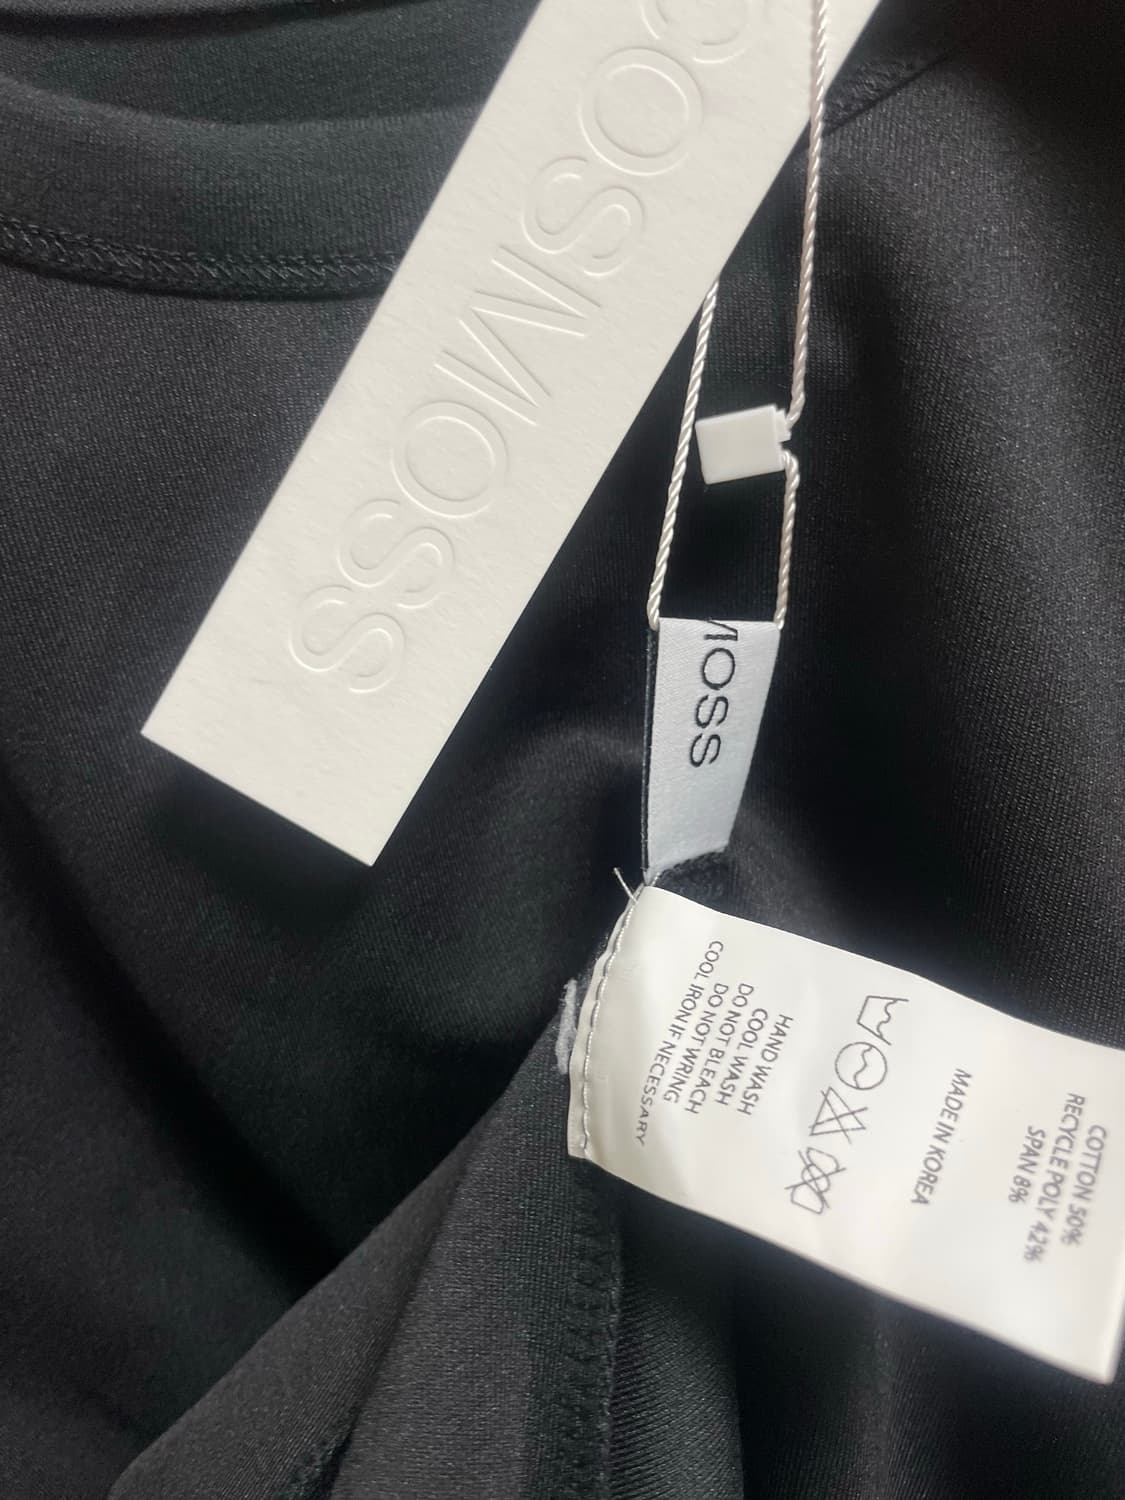 COSMOSS
MOSS
COTTON 50%
RECYCLE POLY 42%
SPAN 8%
MADE IN KOREA
HAND WASH
COOL WASH
DO NOT BLEACH
DO NOT WRING
COOL IRON IF NECESSARY